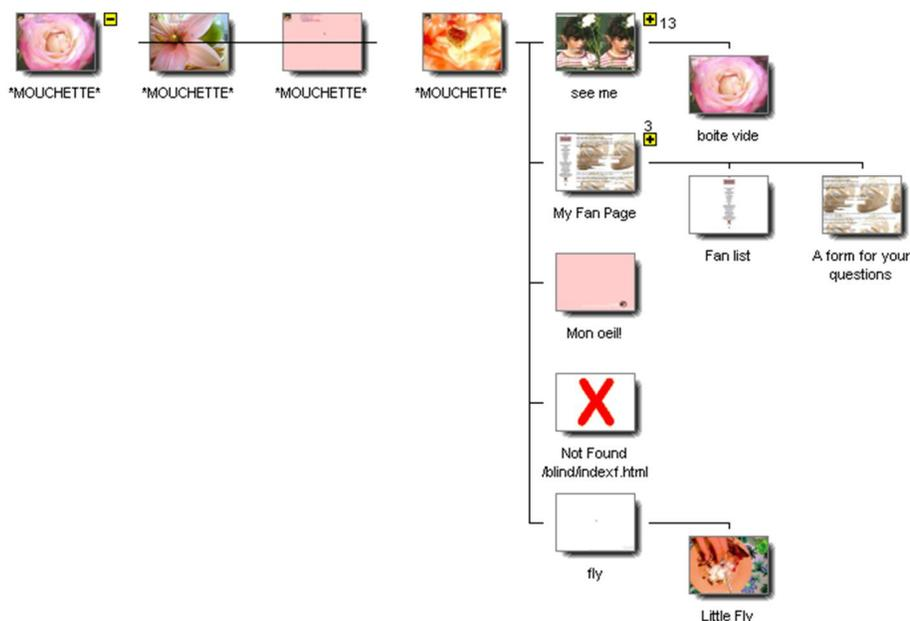 13
*MOUCHETTE*
*MOUCHETTE*
*MOUCHETTE*
*MOUCHETTE*
see me
boite vide
3
My Fan Page
Fan list
A form for your
questions
Mon oeil!
Not Found
/blind/indexf.html
fly
Little Fly